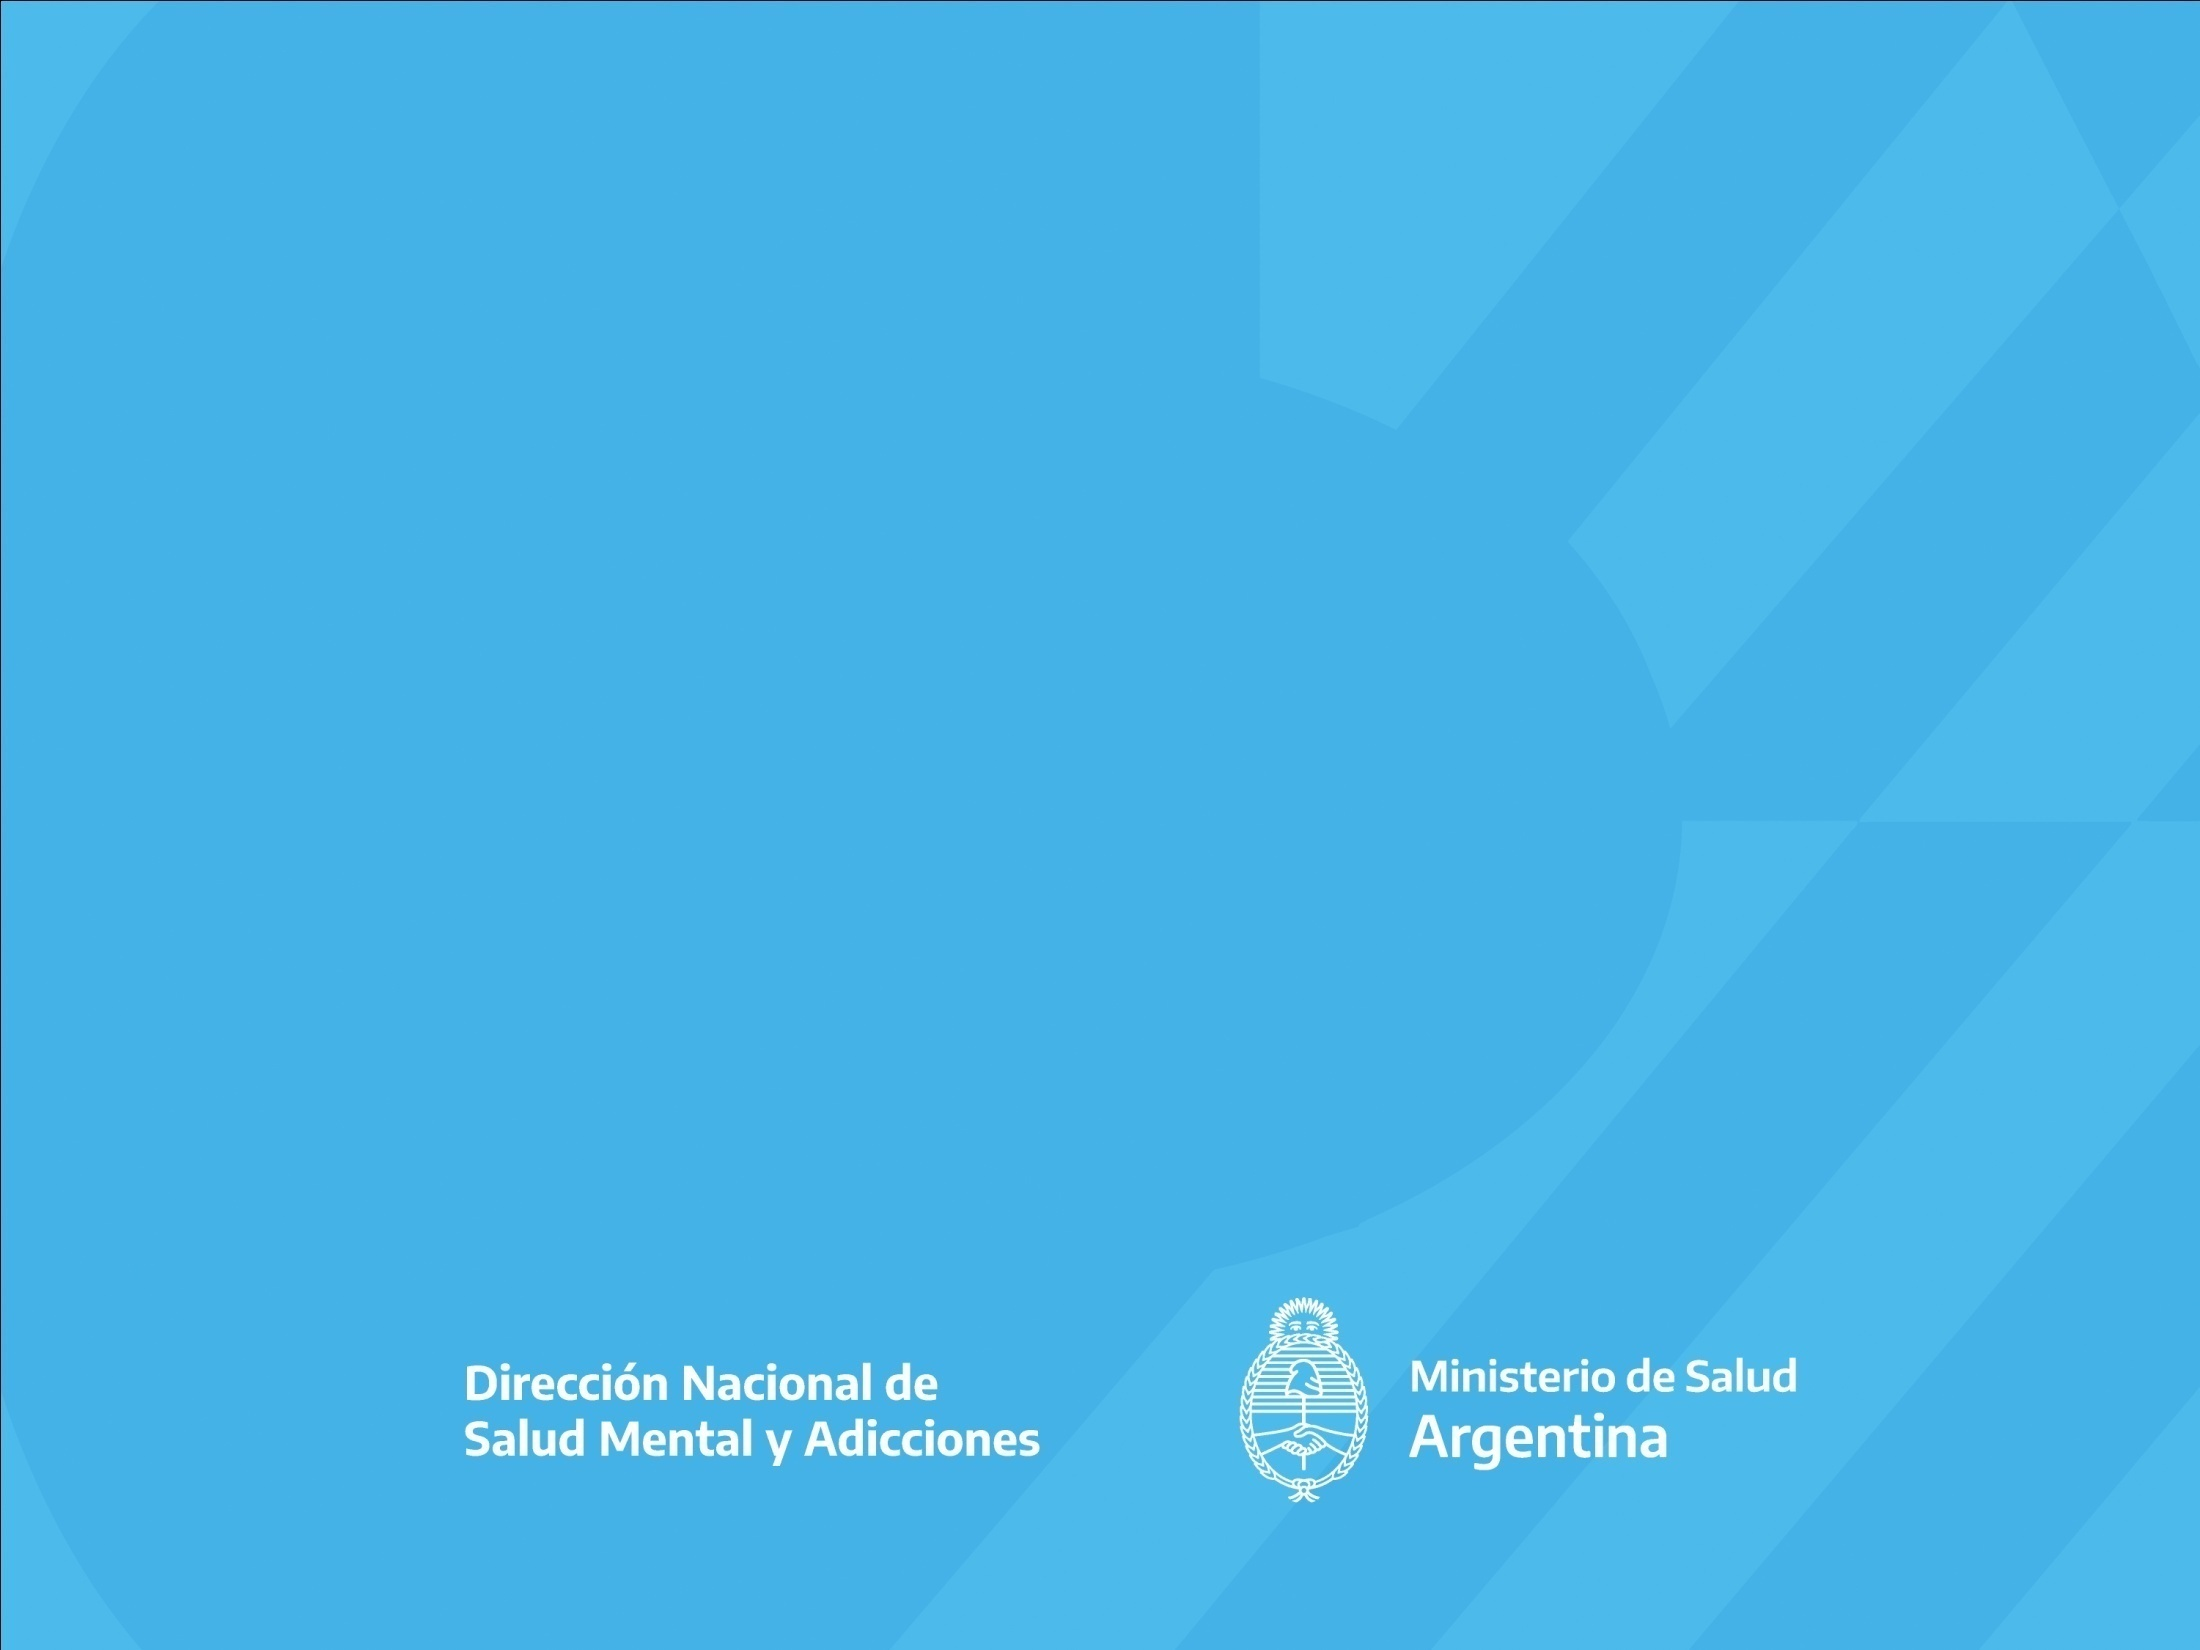 Dirección Nacional de
Salud Mental y Adicciones
Ministerio de Salud
Argentina